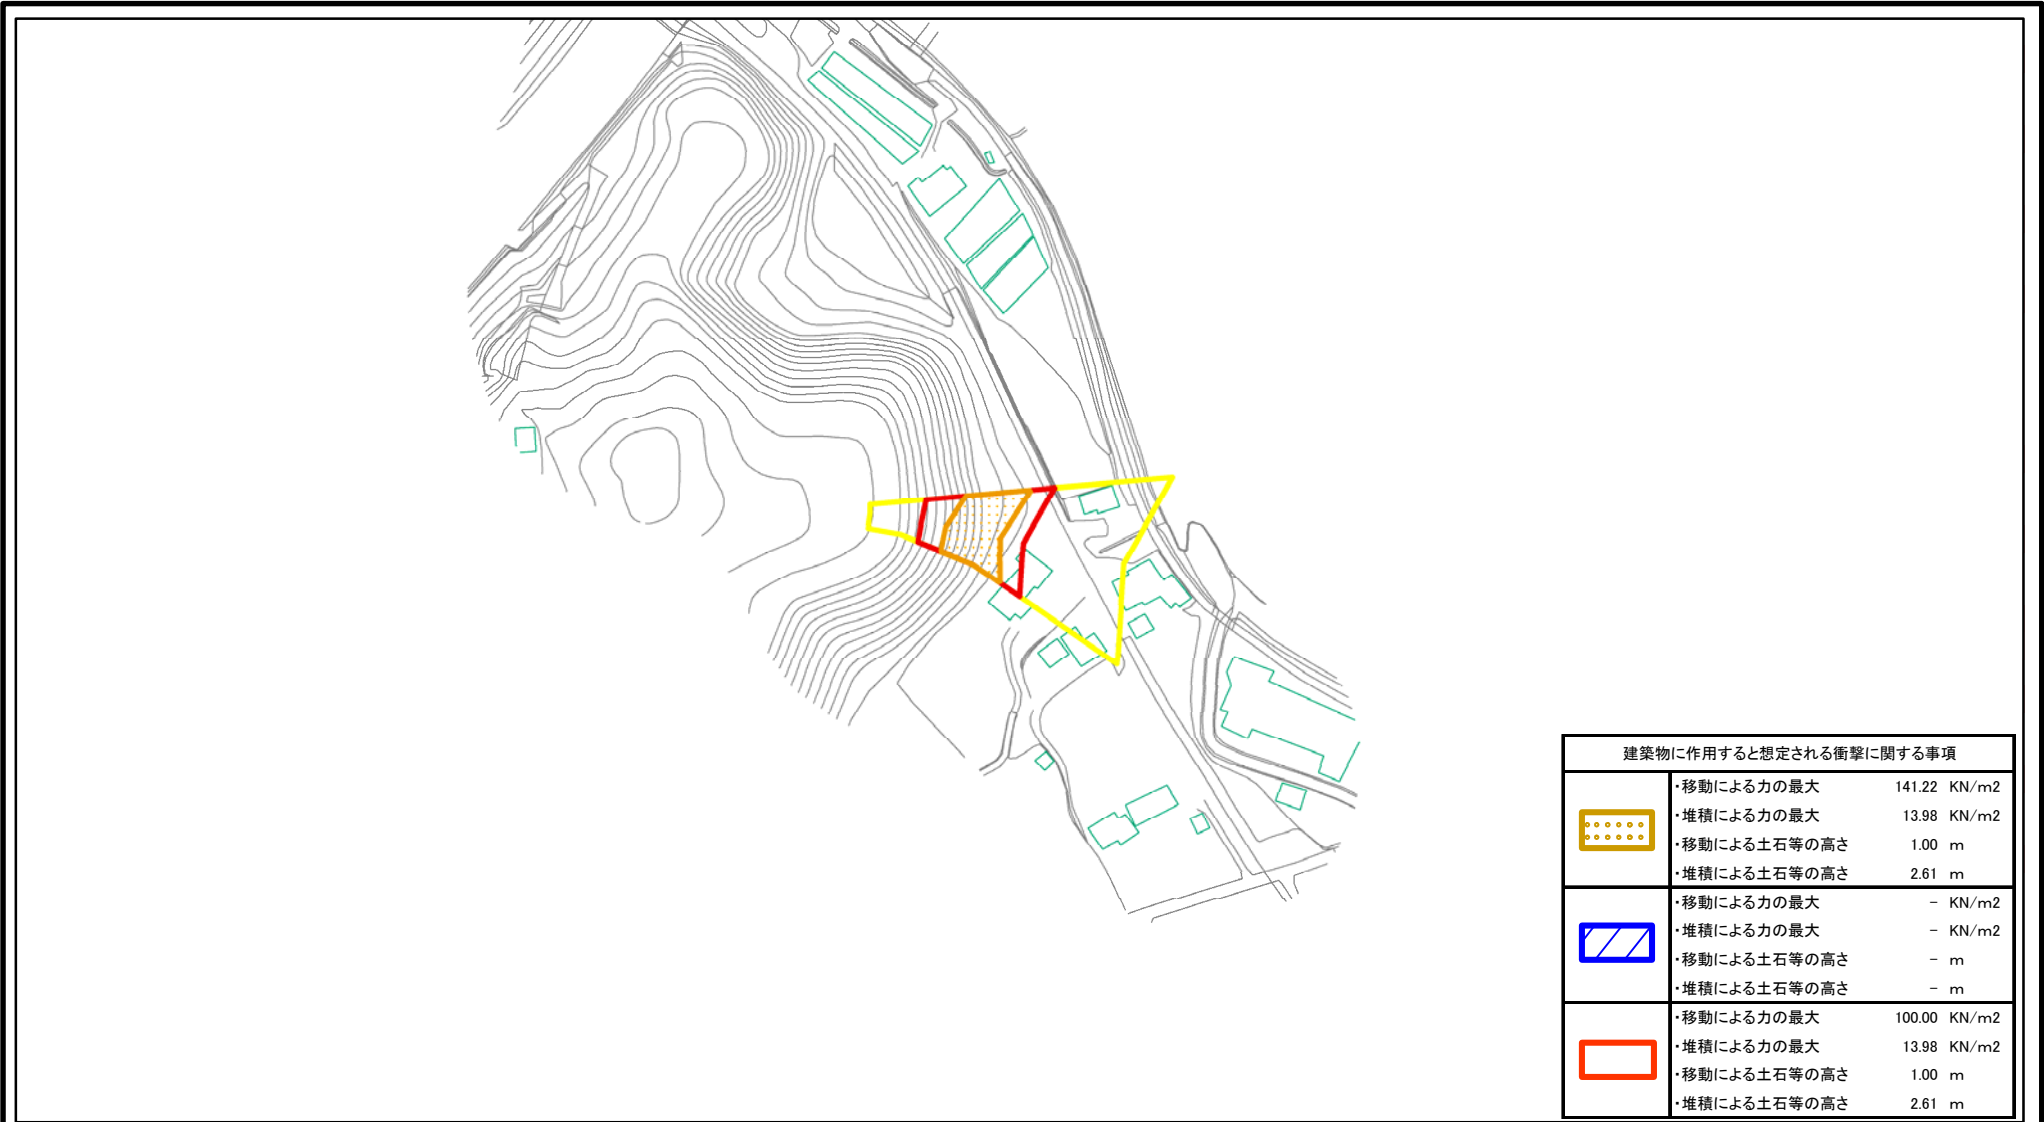 建築物に作用すると想定される衝撃に関する事項
・移動による力の最大 141.22 KN/m2
・堆積による力の最大 13.98 KN/m2
・移動による土石等の高さ 1.00 m
・堆積による土石等の高さ 2.61 m
・移動による力の最大 - KN/m2
・堆積による力の最大 - KN/m2
・移動による土石等の高さ - m
・堆積による土石等の高さ - m
・移動による力の最大 100.00 KN/m2
・堆積による力の最大 13.98 KN/m2
・移動による土石等の高さ 1.00 m
・堆積による土石等の高さ 2.61 m